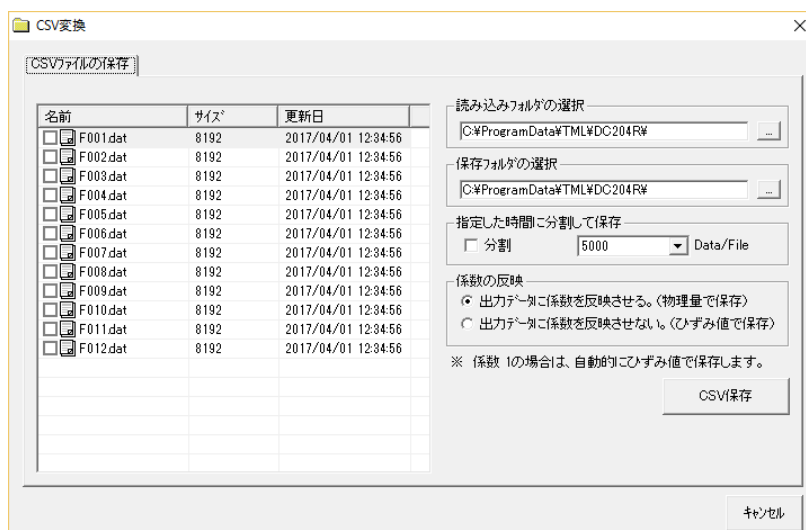 CSV変換
CSVファイルの保存
名前 サイズ 更新日
F001.dat 8192 2017/04/01 12:34:56
F002.dat 8192 2017/04/01 12:34:56
F003.dat 8192 2017/04/01 12:34:56
F004.dat 8192 2017/04/01 12:34:56
F005.dat 8192 2017/04/01 12:34:56
F006.dat 8192 2017/04/01 12:34:56
F007.dat 8192 2017/04/01 12:34:56
F008.dat 8192 2017/04/01 12:34:56
F009.dat 8192 2017/04/01 12:34:56
F010.dat 8192 2017/04/01 12:34:56
F011.dat 8192 2017/04/01 12:34:56
F012.dat 8192 2017/04/01 12:34:56
読み込みフォルダの選択
C:¥ProgramData¥TML¥DC204R¥ ...
保存フォルダの選択
C:¥ProgramData¥TML¥DC204R¥ ...
指定した時間に分割して保存
分割 5000 Data/File
係数の反映
出力データに係数を反映させる。(物理量で保存)
出力データに係数を反映させない。(ひずみ値で保存)
※ 係数 1の場合は、自動的にひずみ値で保存します。
CSV保存
キャンセル